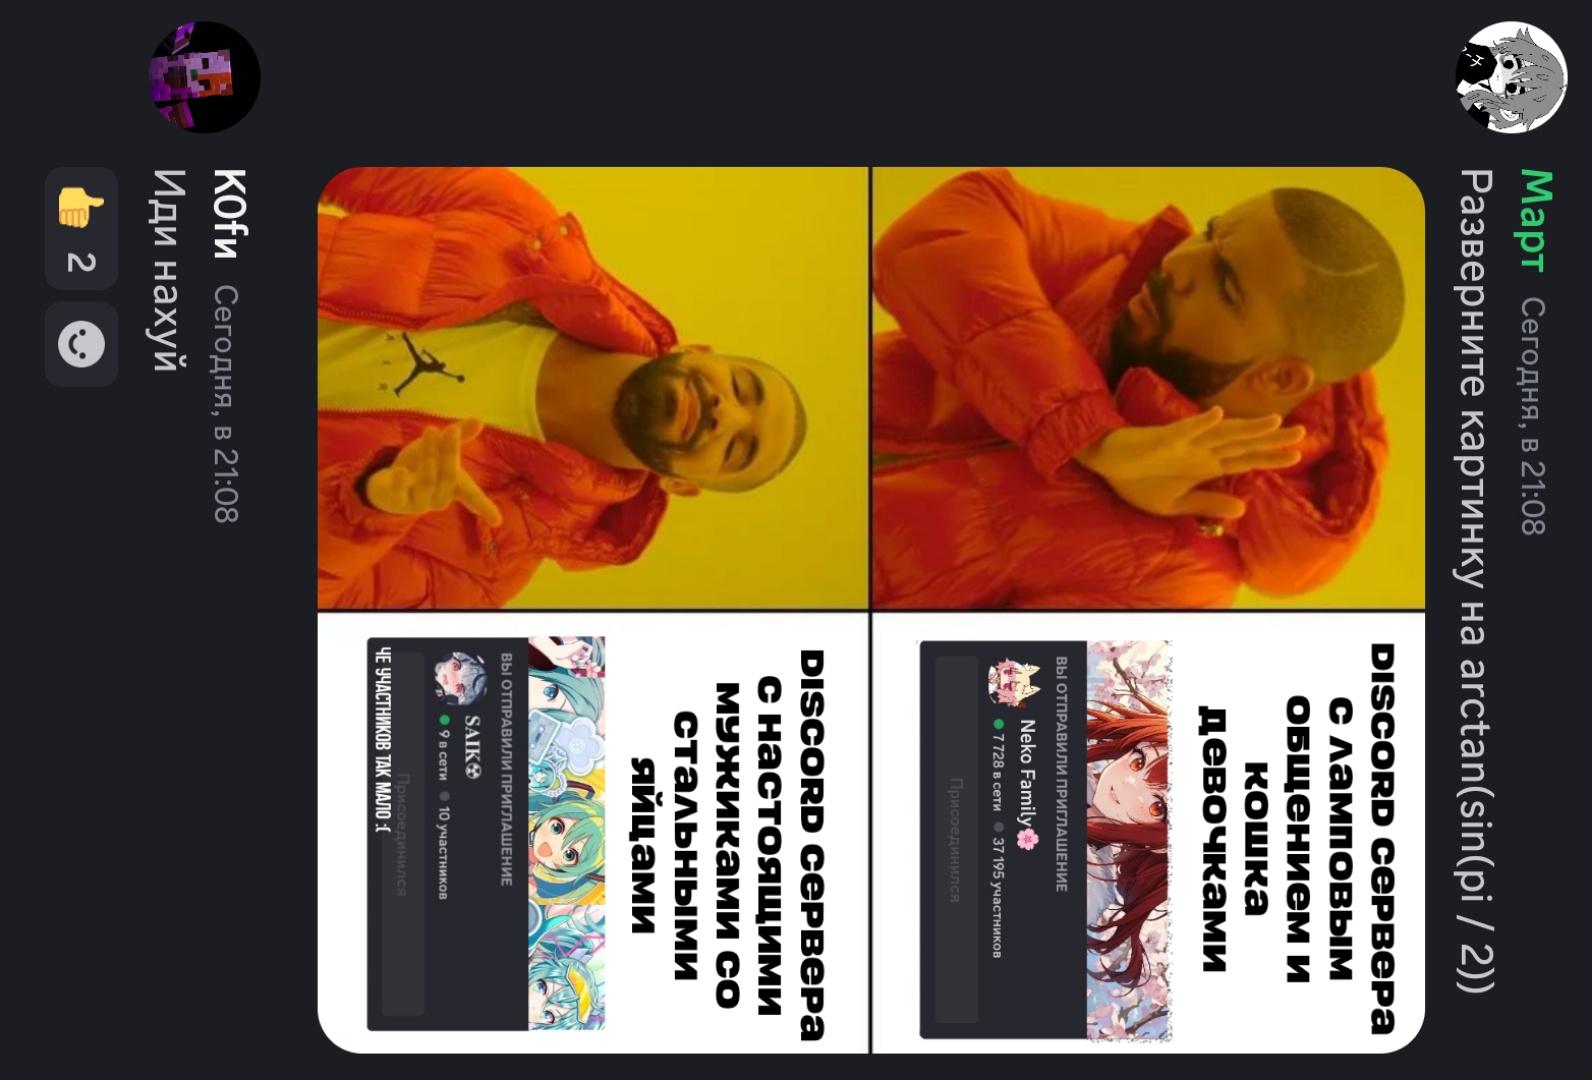 Март Сегодня, в 21:08
Разверните картинку на arctan(sin(pi / 2))
DISCORD СЕРВЕРА
С ЛАМПОВЫМ
ОБЩЕНИЕМ И
КОШКА
ДЕВОЧКАМИ
ВЫ ОТПРАВИЛИ ПРИГЛАШЕНИЕ
Neko Family🌸
7 728 в сети 37 195 участников
Присоединился
DISCORD СЕРВЕРА
С НАСТОЯЩИМИ
МУЖИКАМИ СО
СТАЛЬНЫМИ
ЯЙЦАМИ
ВЫ ОТПРАВИЛИ ПРИГЛАШЕНИЕ
SAIK☢
9 в сети 10 участников
Присоединился
ЧЕ УЧАСТНИКОВ ТАК МАЛО :(
K0fи Сегодня, в 21:08
Иди нахуй
👍 2